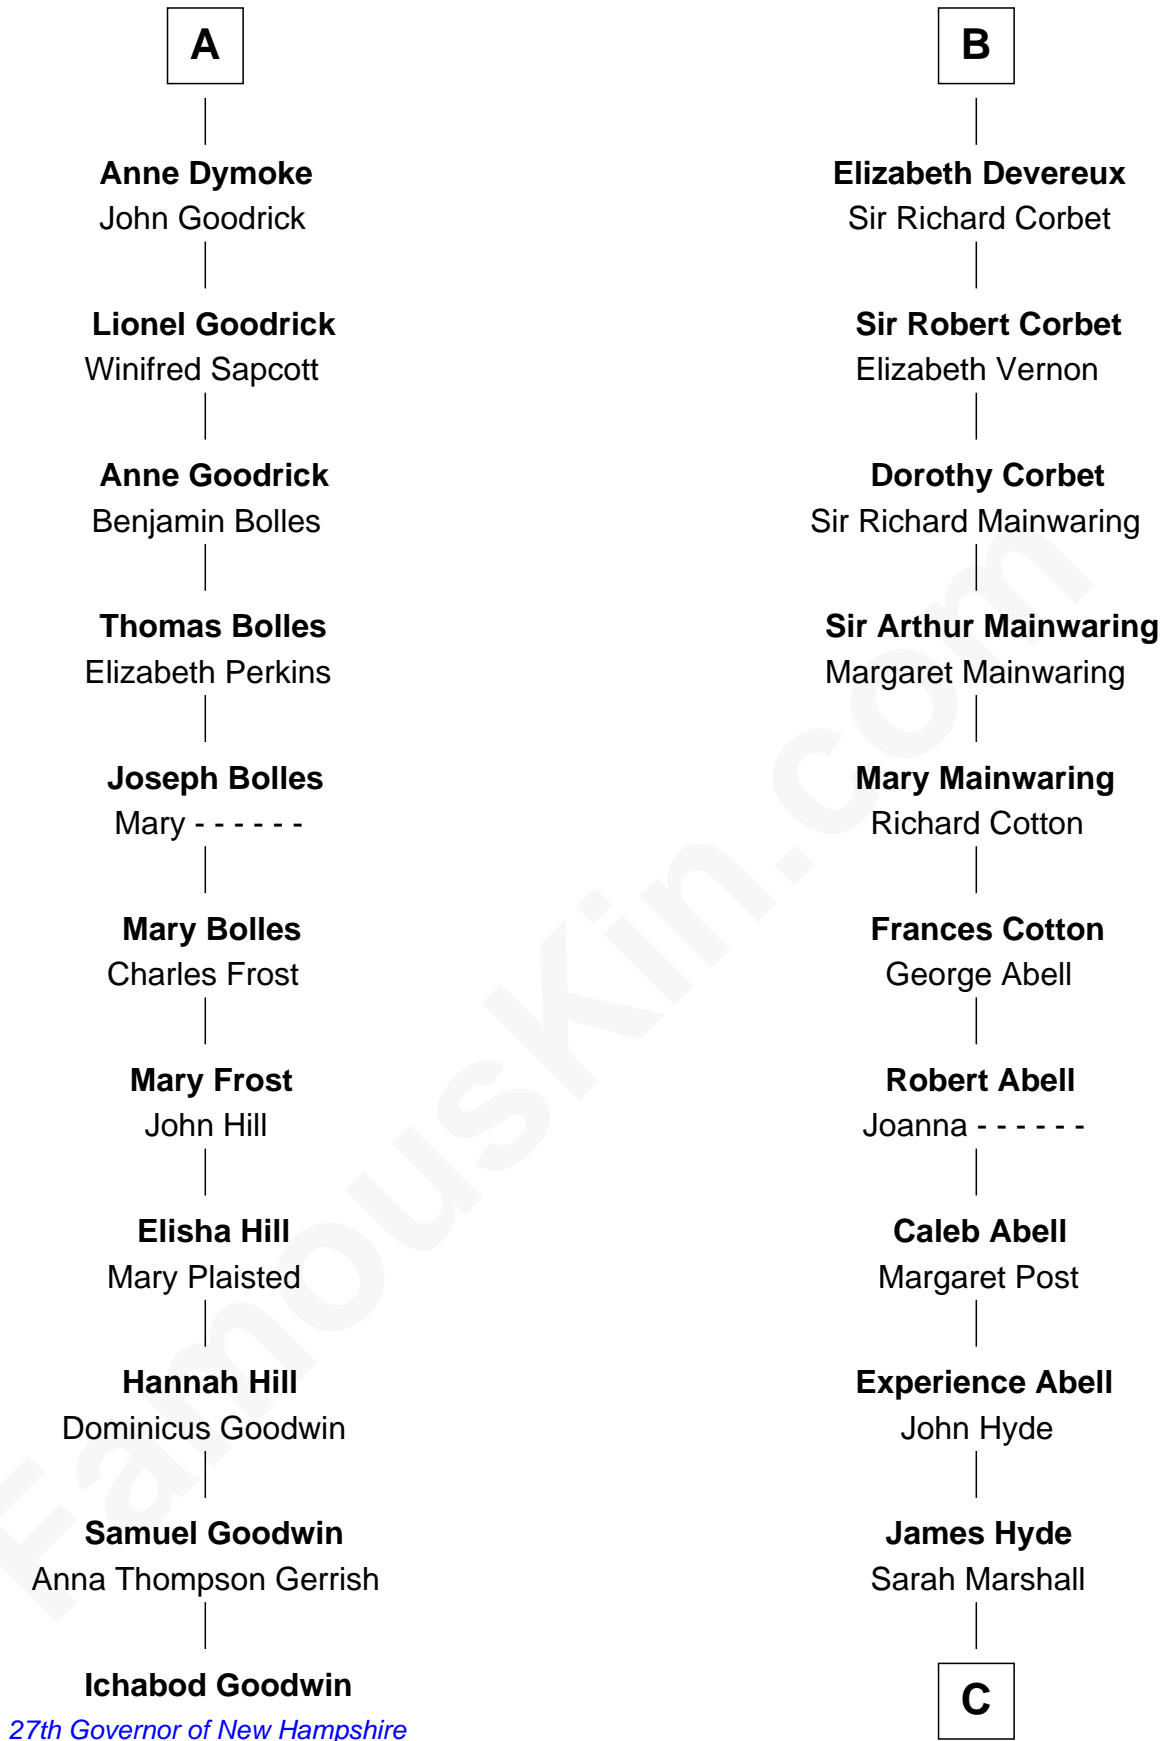 A
Anne Dymoke
John Goodrick
Lionel Goodrick
Winifred Sapcott
Anne Goodrick
Benjamin Bolles
Thomas Bolles
Elizabeth Perkins
Joseph Bolles
Mary - - - - - -
Mary Bolles
Charles Frost
Mary Frost
John Hill
Elisha Hill
Mary Plaisted
Hannah Hill
Dominicus Goodwin
Samuel Goodwin
Anna Thompson Gerrish
Ichabod Goodwin
27th Governor of New Hampshire
B
Elizabeth Devereux
Sir Richard Corbet
Sir Robert Corbet
Elizabeth Vernon
Dorothy Corbet
Sir Richard Mainwaring
Sir Arthur Mainwaring
Margaret Mainwaring
Mary Mainwaring
Richard Cotton
Frances Cotton
George Abell
Robert Abell
Joanna - - - - - -
Caleb Abell
Margaret Post
Experience Abell
John Hyde
James Hyde
Sarah Marshall
C
FamousKin.com